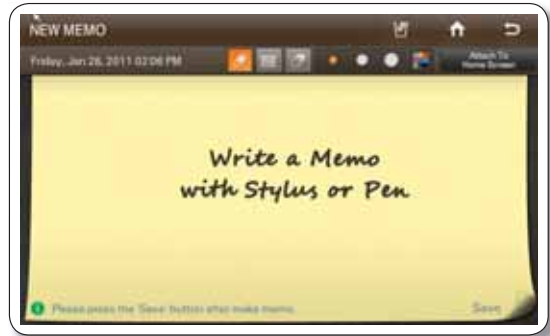 NEW MEMO
Friday, Jan 28, 2011 02:06 PM
Attach To
Home Screen
Write a Memo
with Stylus or Pen
Please press the 'Save' button after make memo.
Save